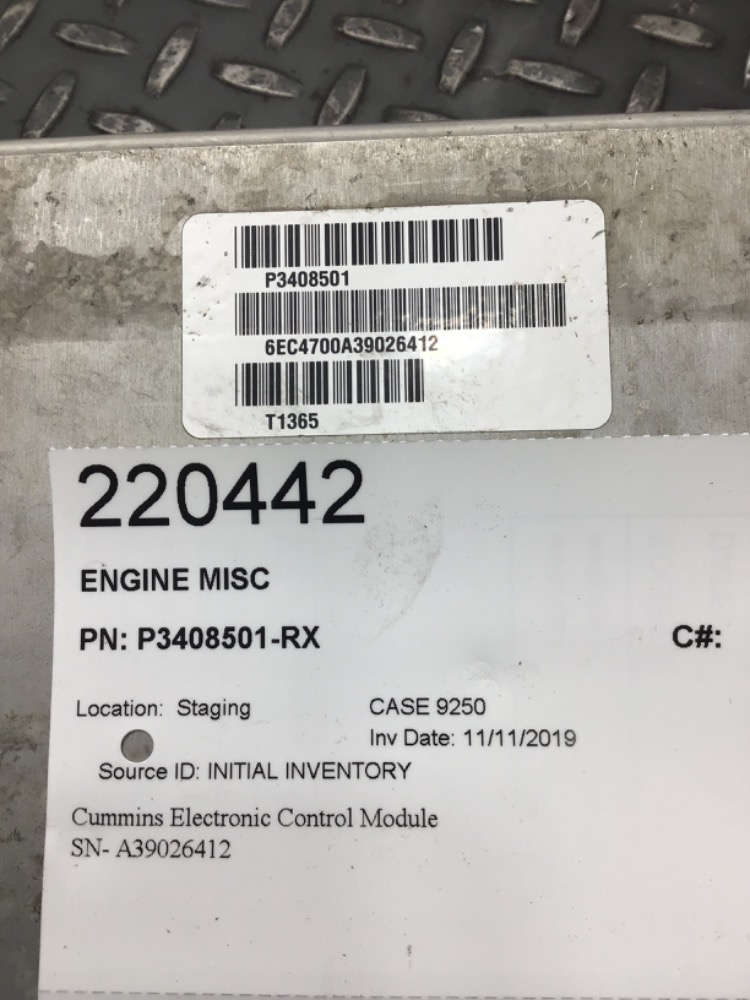 P3408501
6EC4700A39026412
T1365
220442
ENGINE MISC
PN: P3408501-RX C#:
Location: Staging CASE 9250
Inv Date: 11/11/2019
Source ID: INITIAL INVENTORY
Cummins Electronic Control Module
SN- A39026412